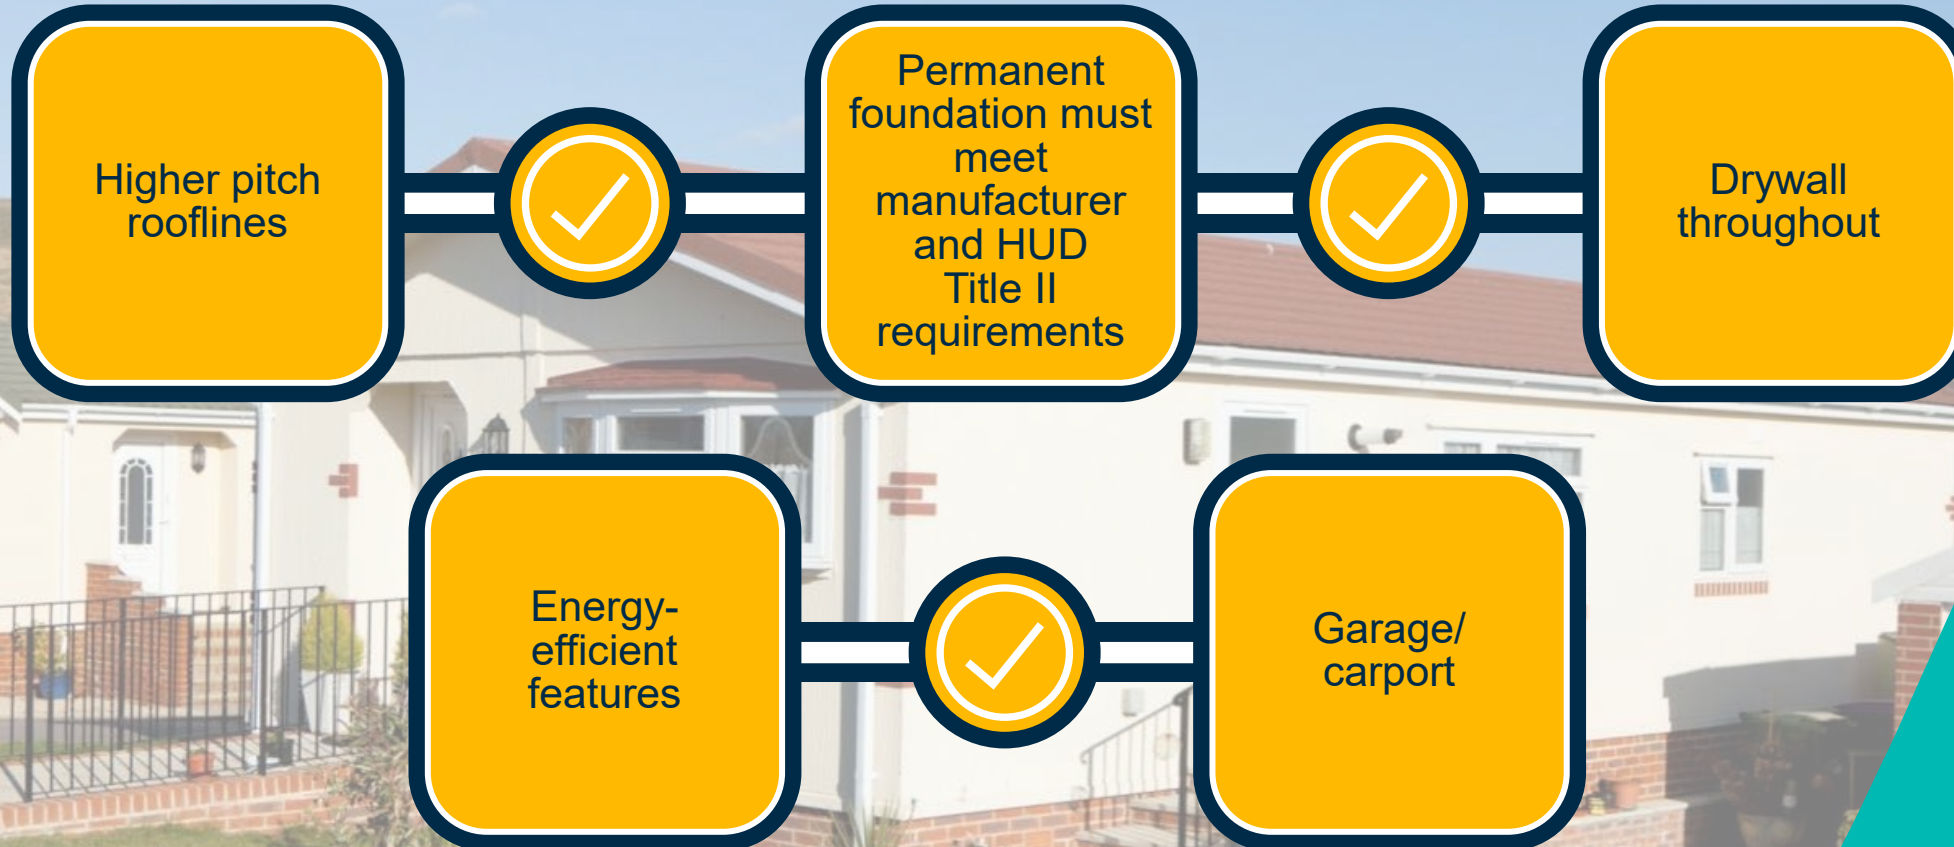 Higher pitch
rooflines
Permanent
foundation must
meet
manufacturer
and HUD
Title II
requirements
Drywall
throughout
Energy-
efficient
features
Garage/
carport